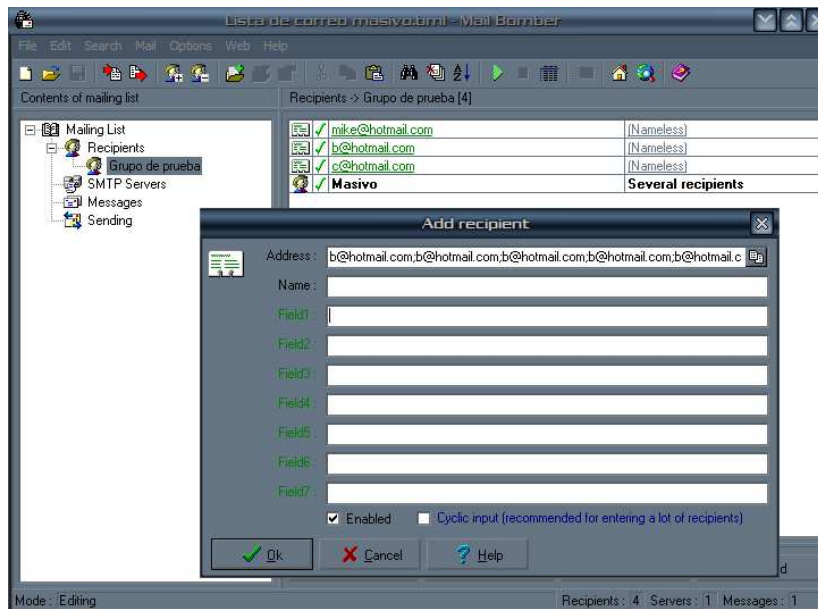 Lista de correo masivo.bml - Mail Bomber
File Edit Search Mail Options Web Help
Contents of mailing list
Recipients -> Grupo de prueba [4]
Mailing List
Recipients
Grupo de prueba
SMTP Servers
Messages
Sending
mike@hotmail.com [Nameless]
b@hotmail.com [Nameless]
c@hotmail.com [Nameless]
Masivo Several recipients
Add recipient
Address : b@hotmail.com;b@hotmail.com;b@hotmail.com;b@hotmail.com;b@hotmail.c
Name :
Field1 :
Field2 :
Field3 :
Field4 :
Field5 :
Field6 :
Field7 :
Enabled Cyclic input (recommended for entering a lot of recipients)
Ok Cancel Help
Mode : Editing
Recipients : 4 Servers : 1 Messages : 1